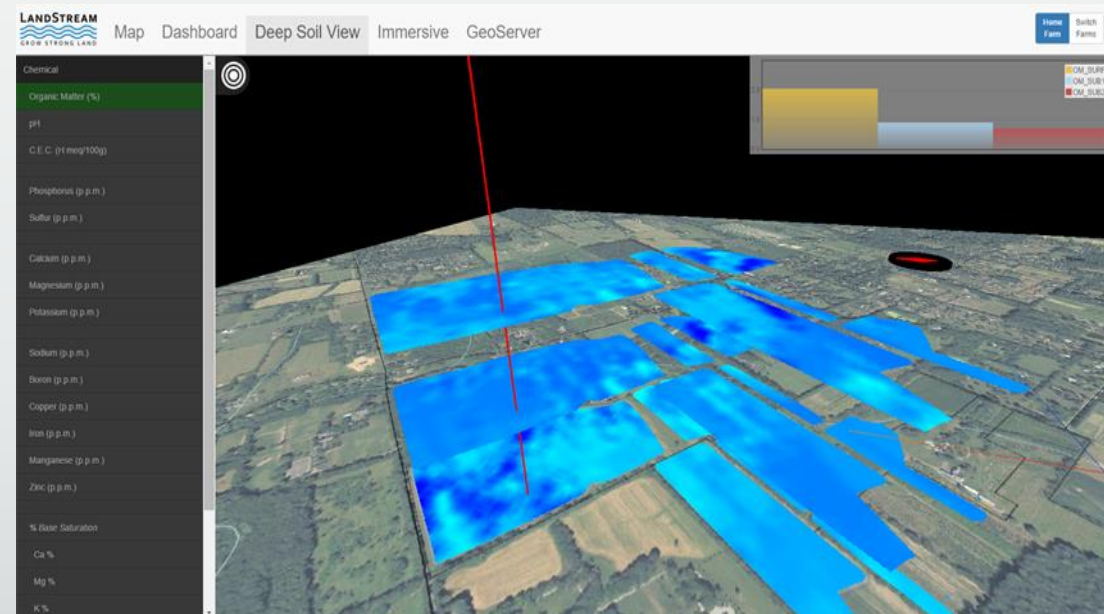 LANDSTREAM
GROW STRONG LAND
Map Dashboard Deep Soil View Immersive GeoServer
Home Farm
Switch Farms
Chemical
Organic Matter (%)
pH
C.E.C. (H meq/100g)
Phosphorus (p.p.m.)
Sulfur (p.p.m.)
Calcium (p.p.m.)
Magnesium (p.p.m.)
Potassium (p.p.m.)
Sodium (p.p.m.)
Boron (p.p.m.)
Copper (p.p.m.)
Iron (p.p.m.)
Manganese (p.p.m.)
Zinc (p.p.m.)
% Base Saturation
Ca %
Mg %
K %
OM_SURF
OM_SUB1
OM_SUB2